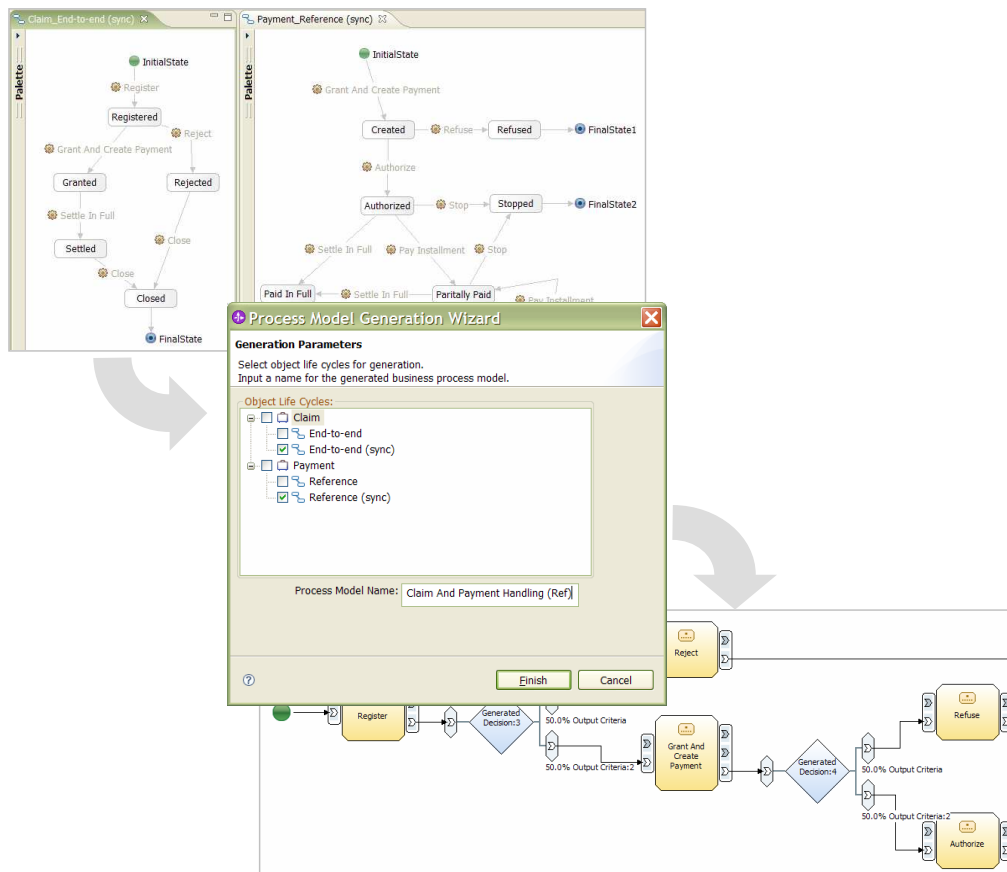 Claim_End-to-end (sync)
Palette
InitialState
Register
Registered
Reject
Grant And Create Payment
Granted
Rejected
Settle In Full
Settled
Close
Close
Closed
FinalState
Payment_Reference (sync)
Palette
InitialState
Grant And Create Payment
Created
Refuse
Refused
FinalState1
Authorize
Authorized
Stop
Stopped
FinalState2
Settle In Full
Pay Installment
Stop
Paid In Full
Settle In Full
Paritally Paid
Pay Installment
Process Model Generation Wizard
Generation Parameters
Select object life cycles for generation.
Input a name for the generated business process model.
Object Life Cycles:
Claim
End-to-end
End-to-end (sync)
Payment
Reference
Reference (sync)
Process Model Name:
Claim And Payment Handling (Ref)
?
Finish
Cancel
Reject
Register
Generated
Decision:3
50.0% Output Criteria
50.0% Output Criteria:2
Grant And
Create
Payment
Generated
Decision:4
Refuse
50.0% Output Criteria
50.0% Output Criteria:2
Authorize